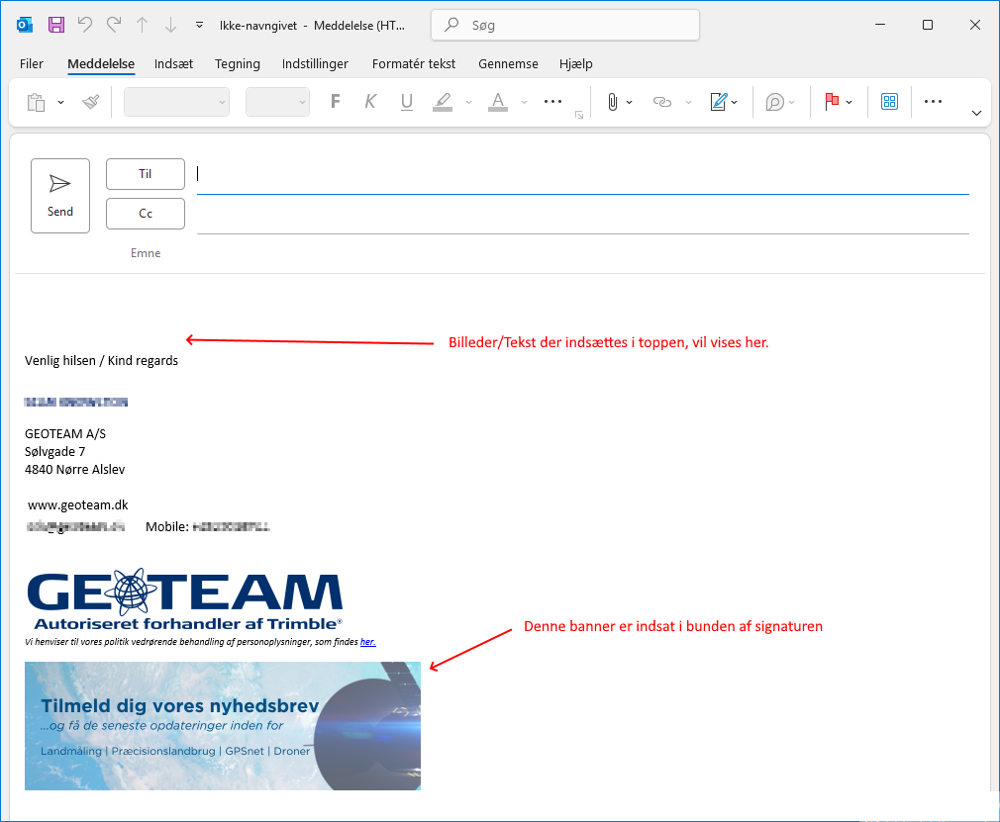 Ikke-navngivet - Meddelelse (HT...
Søg
Filer Meddelelse Indsæt Tegning Indstillinger Formatér tekst Gennemse Hjælp
F K U A
Send
Til
Cc
Emne
Billeder/Tekst der indsættes i toppen, vil vises her.
Venlig hilsen / Kind regards
GEOTEAM A/S
Sølvgade 7
4840 Nørre Alslev
www.geoteam.dk
Mobile:
GEOTEAM
Autoriseret forhandler af Trimble®
Vi henviser til vores politik vedrørende behandling af personoplysninger, som findes her.
Denne banner er indsat i bunden af signaturen
Tilmeld dig vores nyhedsbrev
...og få de seneste opdateringer inden for
Landmåling | Præcisionslandbrug | GPSnet | Droner